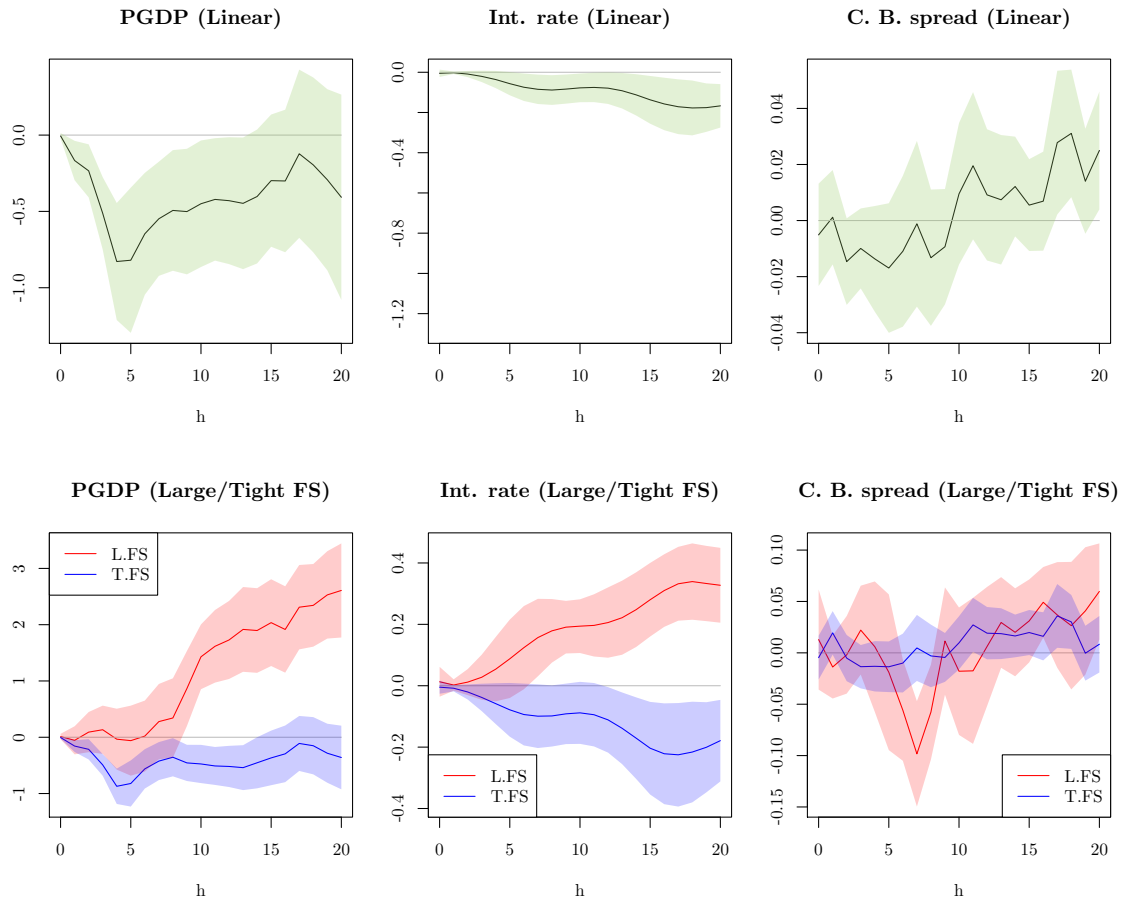 PGDP (Linear)
0.0
-0.5
-1.0
0 5 10 15 20
h
Int. rate (Linear)
0.0
-0.4
-0.8
-1.2
0 5 10 15 20
h
C. B. spread (Linear)
0.04
0.02
0.00
-0.02
-0.04
0 5 10 15 20
h
PGDP (Large/Tight FS)
L.FS
T.FS
3
2
1
0
-1
0 5 10 15 20
h
Int. rate (Large/Tight FS)
0.4
0.2
0.0
-0.2
-0.4
L.FS
T.FS
0 5 10 15 20
h
C. B. spread (Large/Tight FS)
0.10
0.05
0.00
-0.05
-0.10
-0.15
L.FS
T.FS
0 5 10 15 20
h